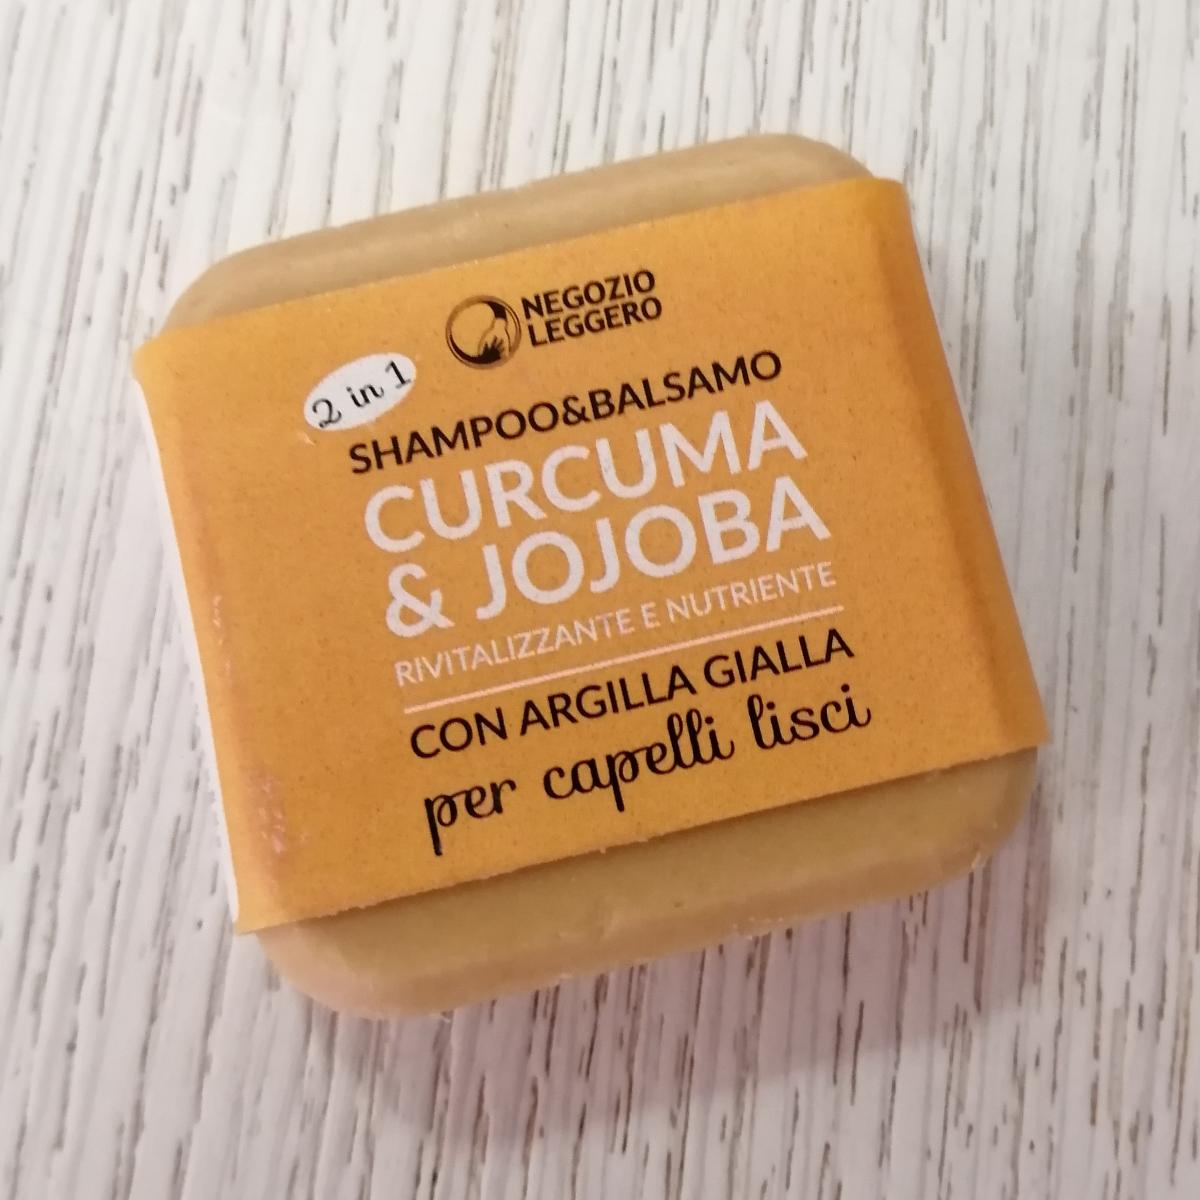 NEGOZIO
LEGGERO
2 in 1
SHAMPOO&BALSAMO
CURCUMA
& JOJOBA
RIVITALIZZANTE E NUTRIENTE
CON ARGILLA GIALLA
per capelli lisci